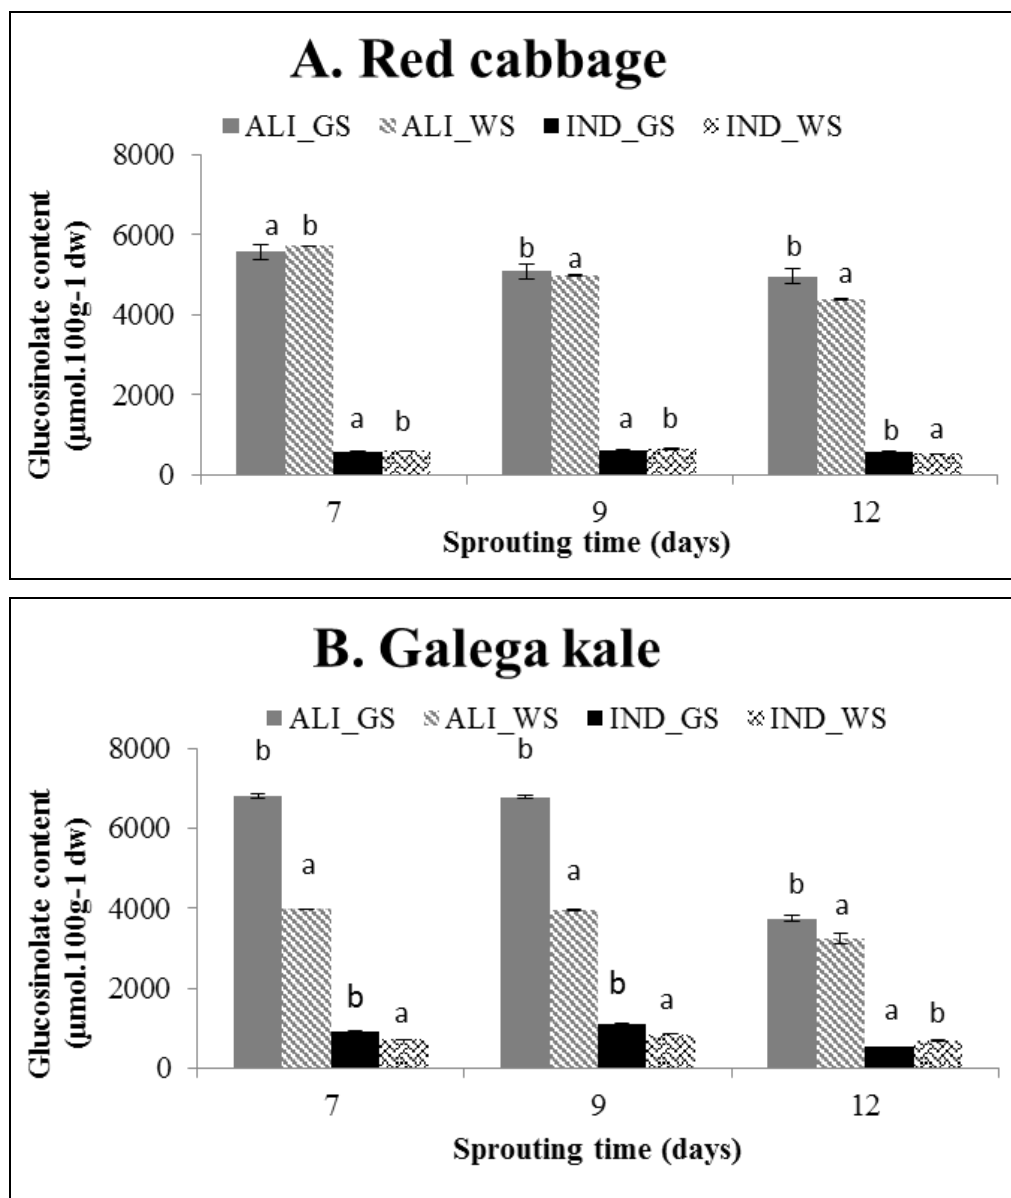 A. Red cabbage
ALI_GS ALI_WS IND_GS IND_WS
Glucosinolate content
(µmol.100g-1 dw)
8000
6000
4000
2000
0
a b b a b a
a b a b b a
7 9 12
Sprouting time (days)
B. Galega kale
ALI_GS ALI_WS IND_GS IND_WS
Glucosinolate content
(µmol.100g-1 dw)
8000
6000
4000
2000
0
b a b a b a
b a b a a b
7 9 12
Sprouting time (days)